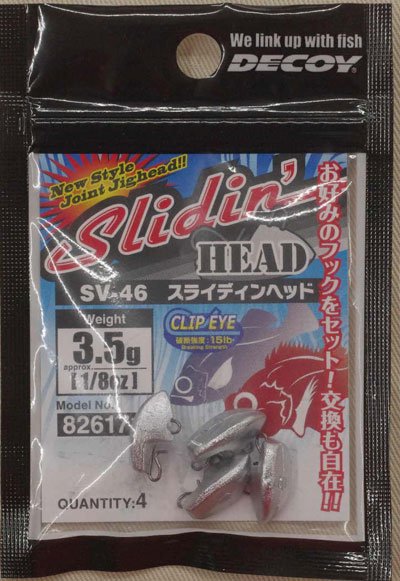 We link up with fish
DECOY®
New Style
Joint Jighead!!
Slidin'
HEAD
SV-46 スライディンヘッド
お好みのフックをセット!交換も自在!!
Weight
3.5g
approx.
[1/8oz]
CLIP EYE
破断強度:15lb+
Breaking Strength
Model No.
82617
QUANTITY:4